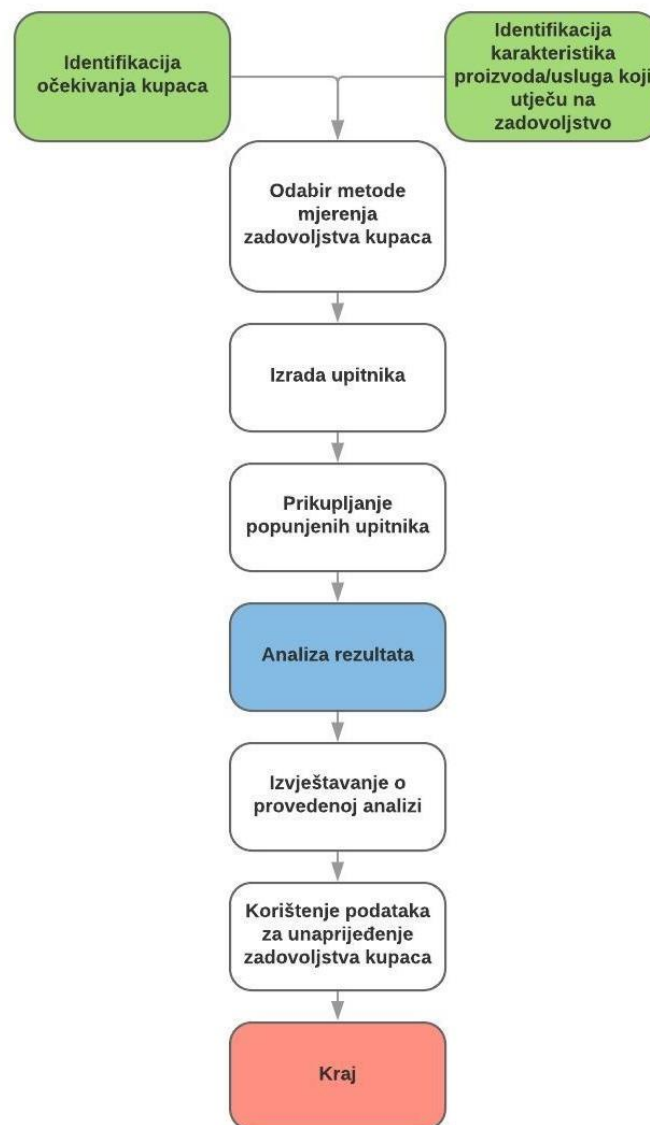 Identifikacija
očekivanja kupaca
Identifikacija
karakteristika
proizvoda/usluga koji
utječu na
zadovoljstvo
Odabir metode
mjerenja
zadovoljstva kupaca
Izrada upitnika
Prikupljanje
popunjenih upitnika
Analiza rezultata
Izvještavanje o
provedenoj analizi
Korištenje podataka
za unaprijeđenje
zadovoljstva kupaca
Kraj